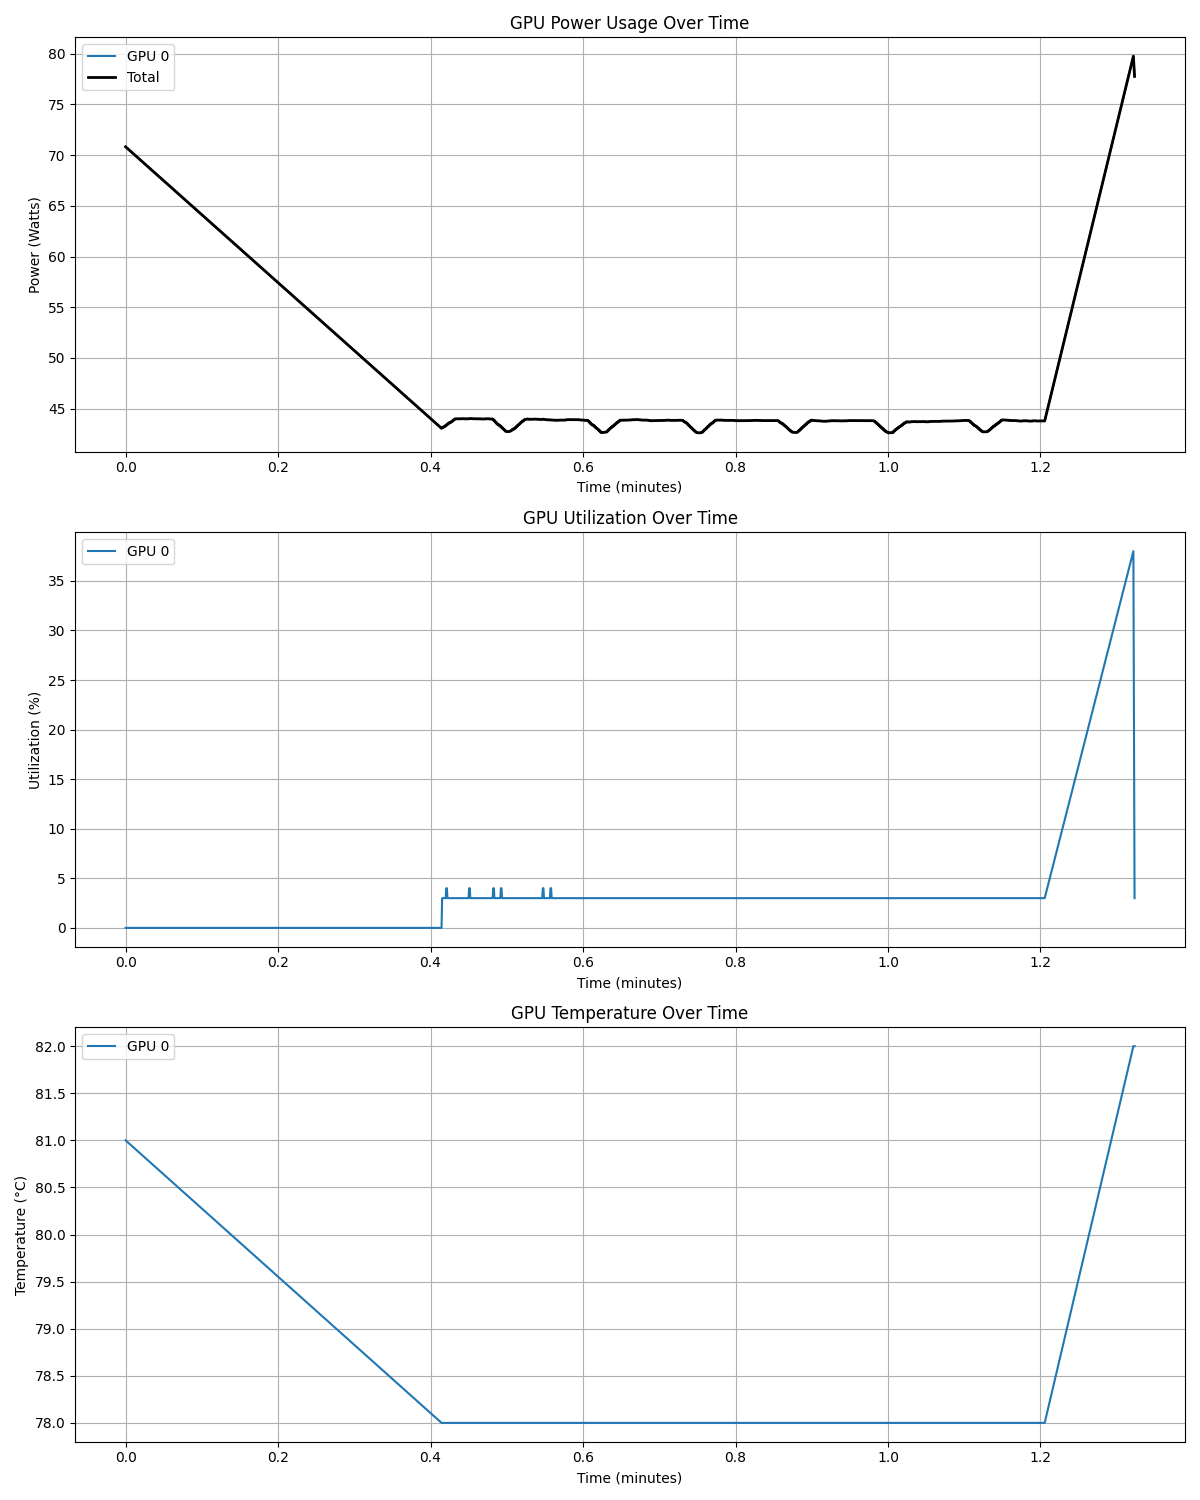 GPU Power Usage Over Time
GPU 0
Total
80
75
70
65
60
55
50
45
Power (Watts)
0.0 0.2 0.4 0.6 0.8 1.0 1.2
Time (minutes)
GPU Utilization Over Time
GPU 0
35
30
25
20
15
10
5
0
Utilization (%)
0.0 0.2 0.4 0.6 0.8 1.0 1.2
Time (minutes)
GPU Temperature Over Time
GPU 0
82.0
81.5
81.0
80.5
80.0
79.5
79.0
78.5
78.0
Temperature (°C)
0.0 0.2 0.4 0.6 0.8 1.0 1.2
Time (minutes)